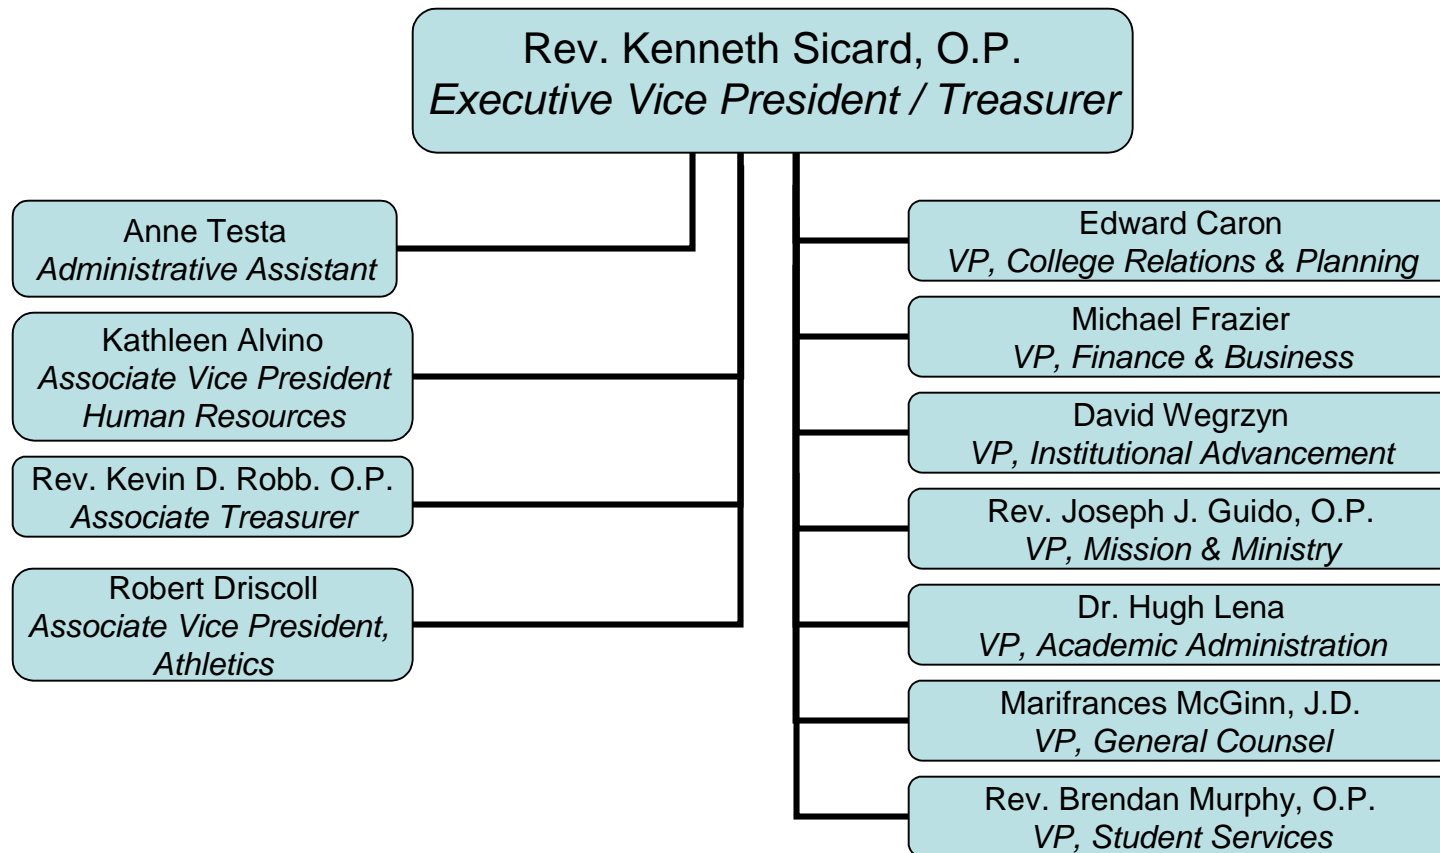 Rev. Kenneth Sicard, O.P.
Executive Vice President / Treasurer
Anne Testa
Administrative Assistant
Kathleen Alvino
Associate Vice President
Human Resources
Rev. Kevin D. Robb. O.P.
Associate Treasurer
Robert Driscoll
Associate Vice President,
Athletics
Edward Caron
VP, College Relations & Planning
Michael Frazier
VP, Finance & Business
David Wegrzyn
VP, Institutional Advancement
Rev. Joseph J. Guido, O.P.
VP, Mission & Ministry
Dr. Hugh Lena
VP, Academic Administration
Marifrances McGinn, J.D.
VP, General Counsel
Rev. Brendan Murphy, O.P.
VP, Student Services